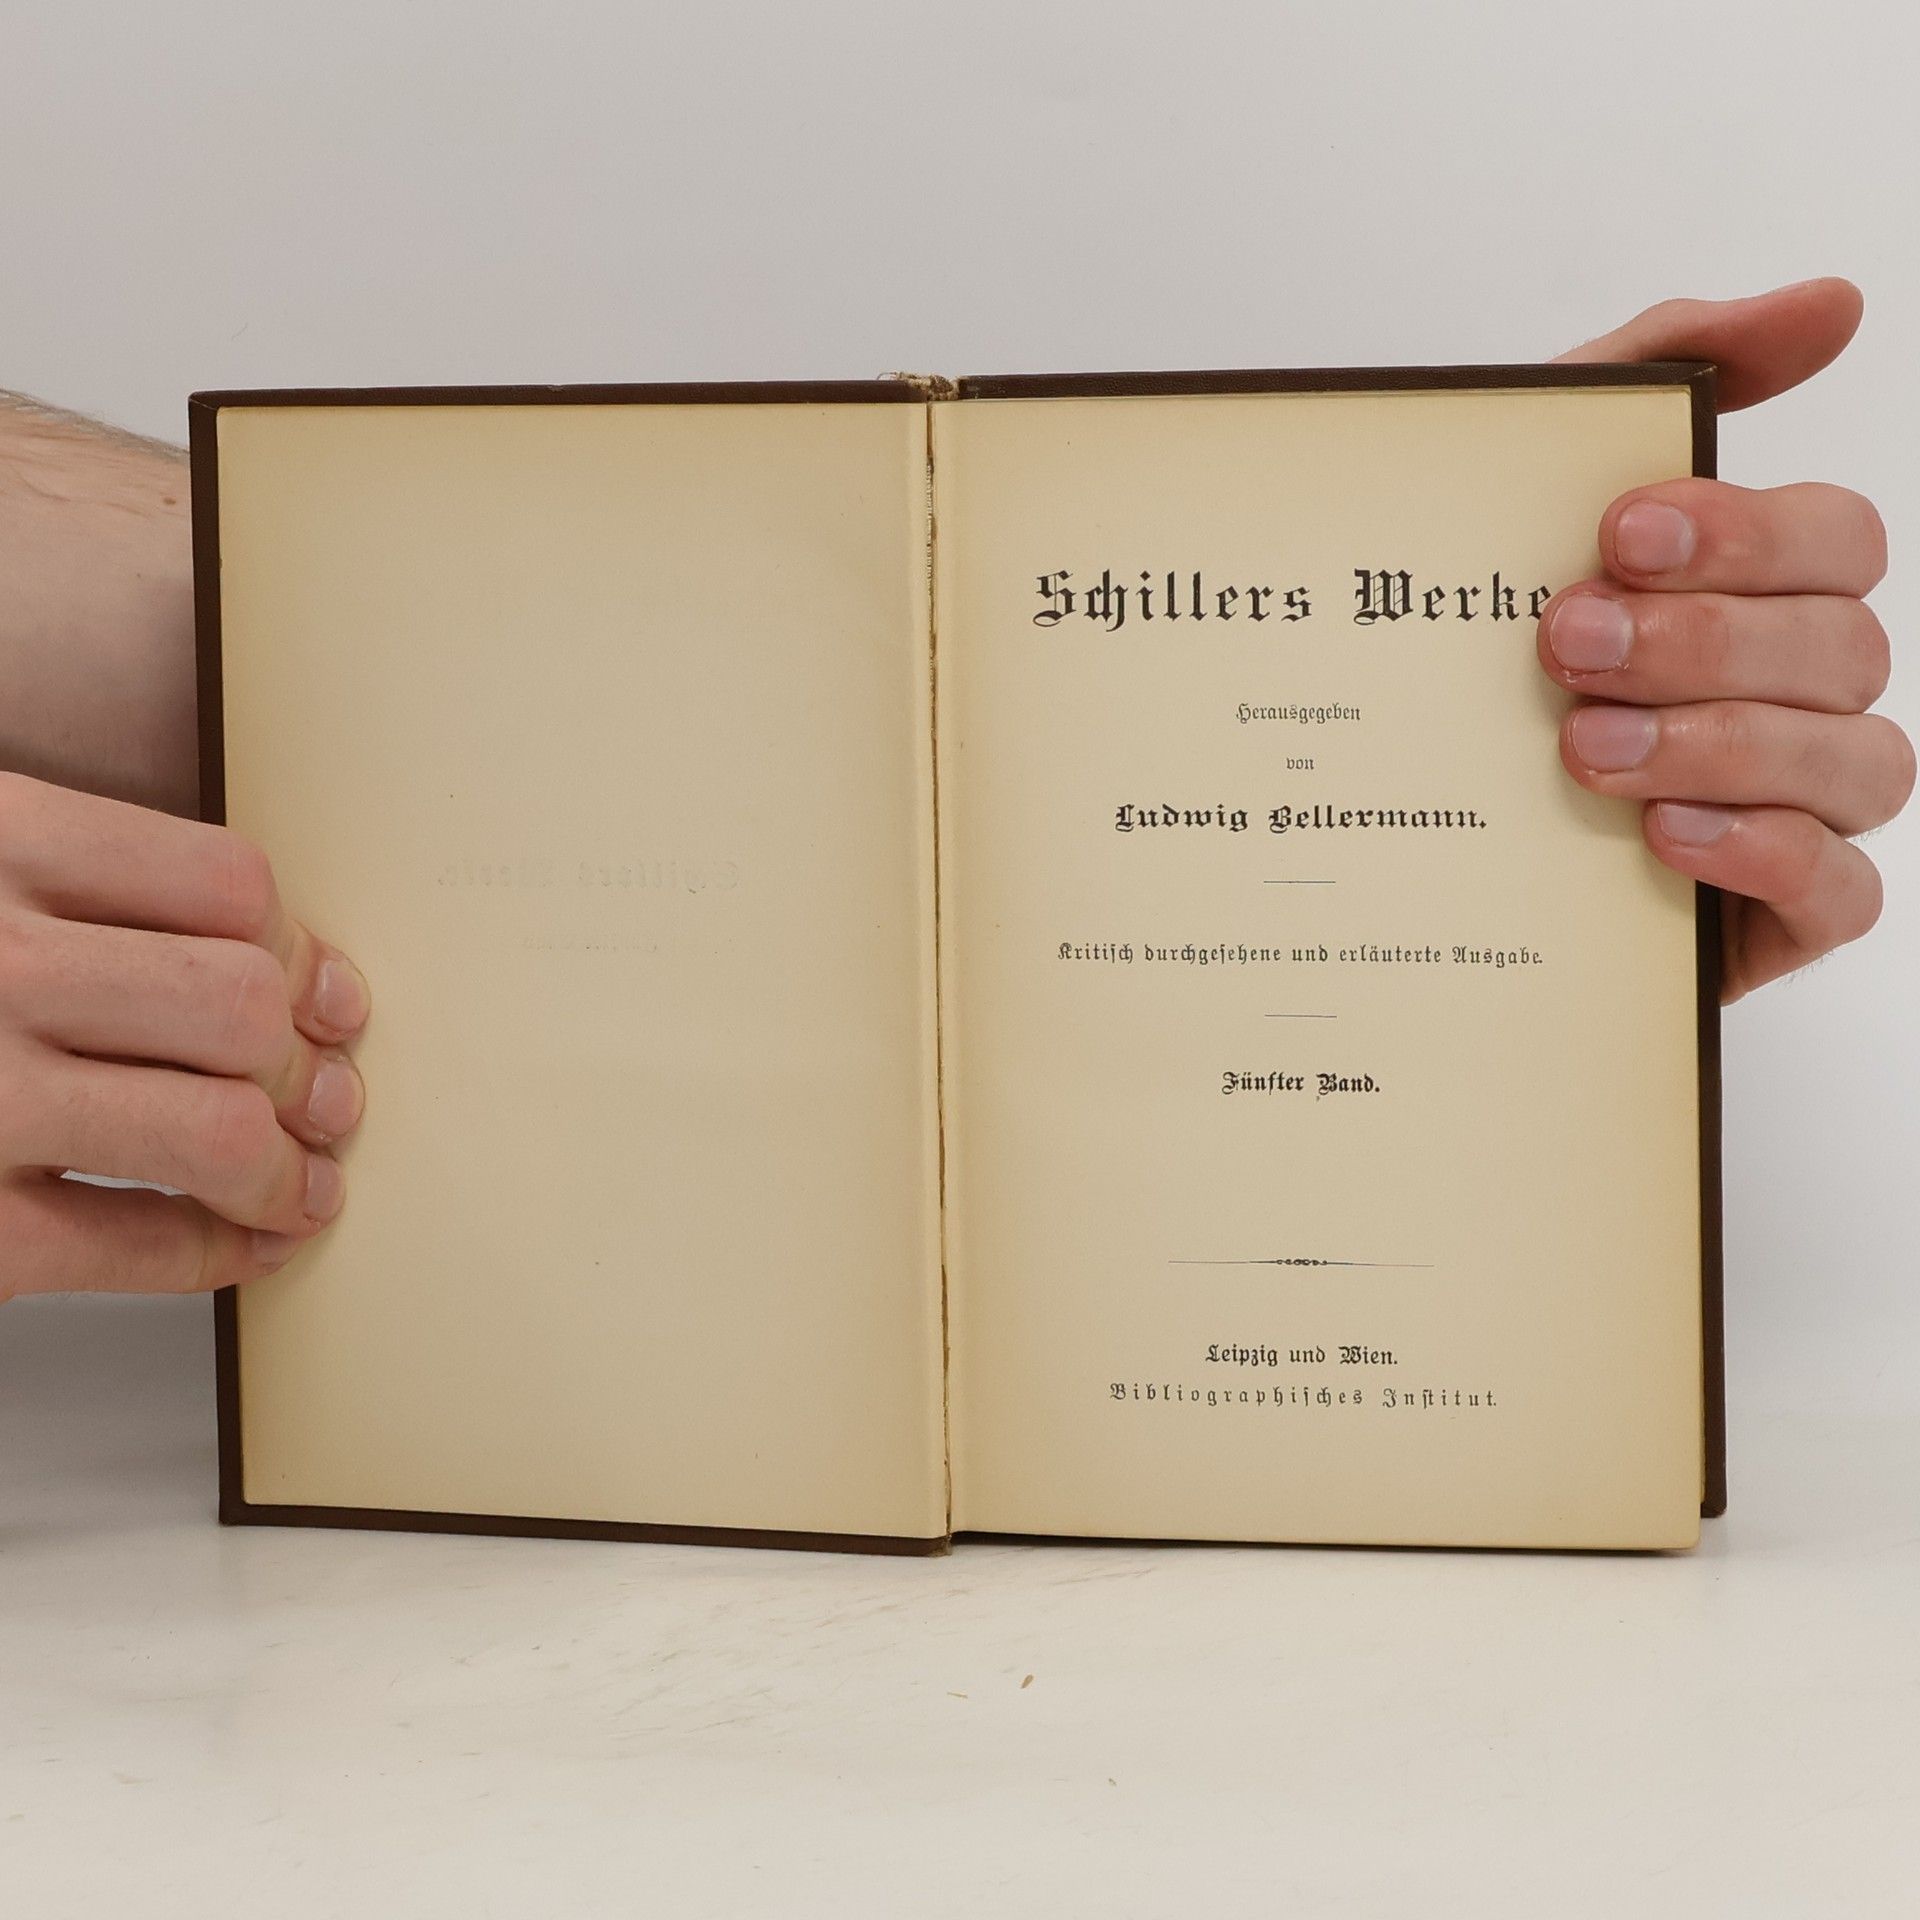 Schillers Werke
Herausgegeben
von
Ludwig Bellermann.
Kritiſch durchgeſehene und erläuterte Ausgabe.
Fünfter Band.
Leipzig und Wien.
Bibliographiſches Inſtitut.